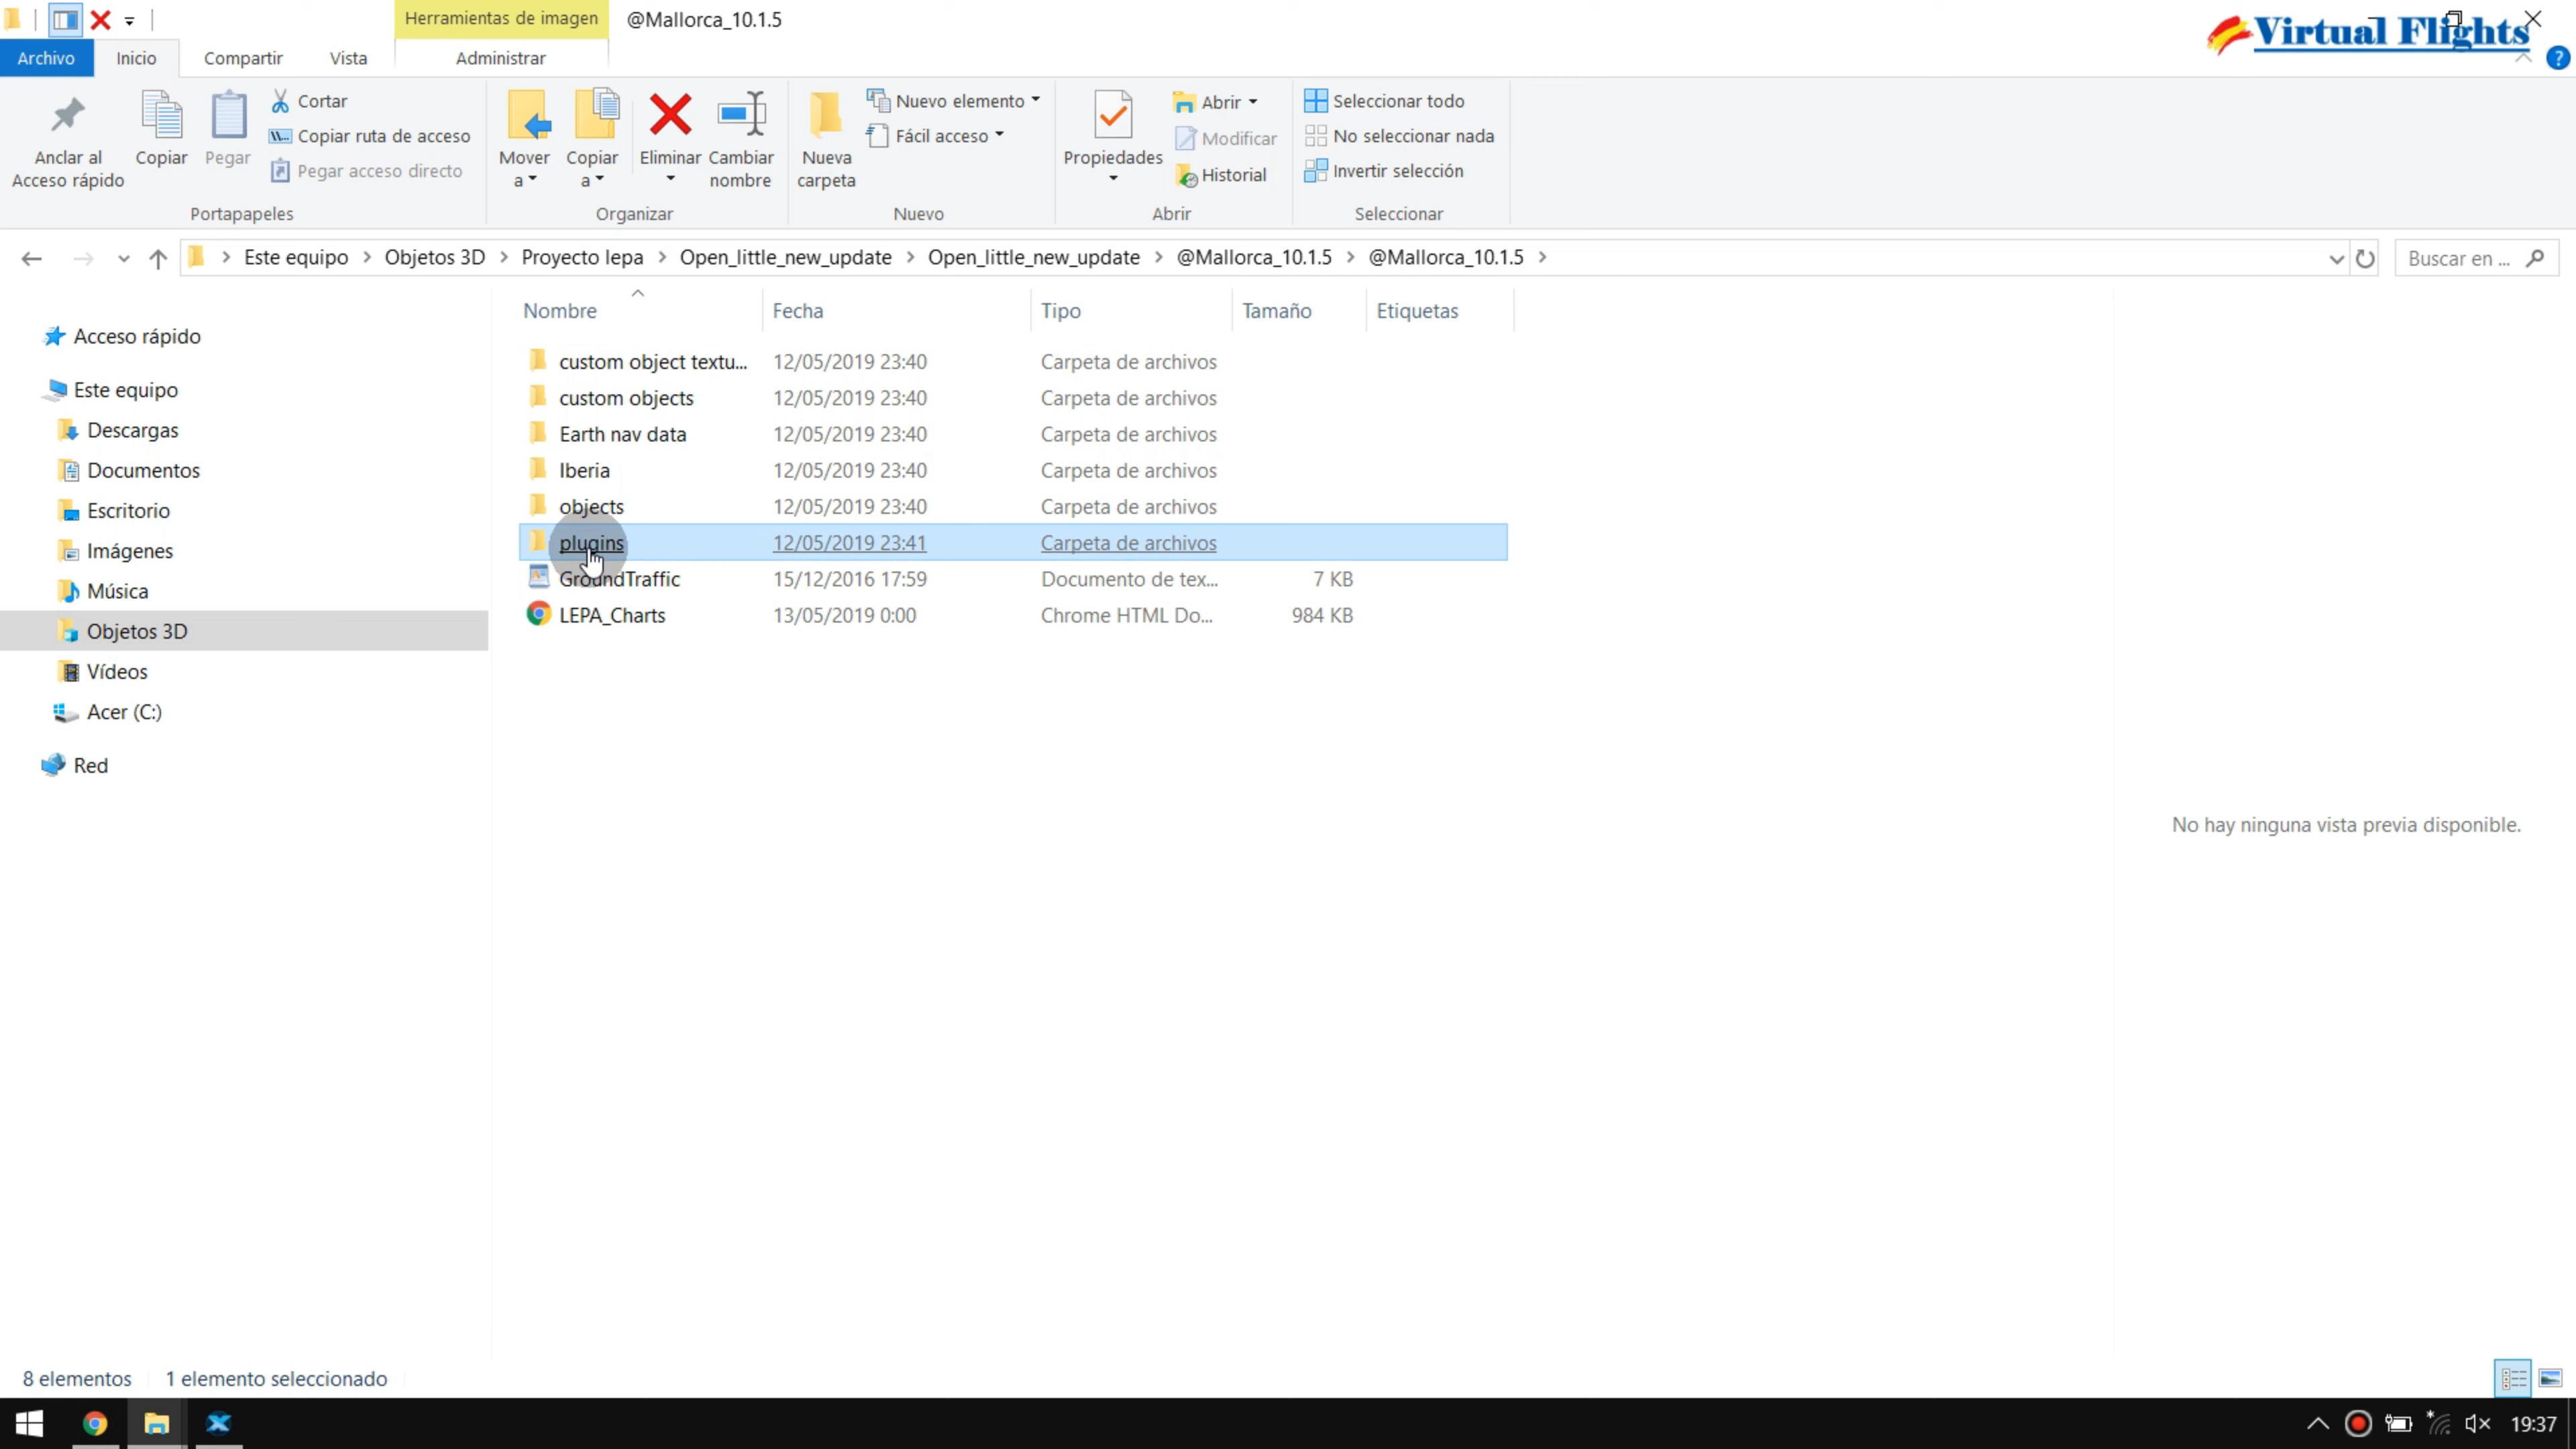 Herramientas de imagen @Mallorca_10.1.5
Virtual Flights
Archivo Inicio Compartir Vista Administrar
Anclar al Acceso rápido
Copiar
Pegar
Cortar
Copiar ruta de acceso
Pegar acceso directo
Portapapeles
Mover a
Copiar a
Eliminar
Cambiar nombre
Organizar
Nueva carpeta
Nuevo elemento
Fácil acceso
Nuevo
Propiedades
Abrir
Modificar
Historial
Abrir
Seleccionar todo
No seleccionar nada
Invertir selección
Seleccionar
Este equipo > Objetos 3D > Proyecto lepa > Open_little_new_update > Open_little_new_update > @Mallorca_10.1.5 > @Mallorca_10.1.5 >
Buscar en ...
Acceso rápido
Este equipo
Descargas
Documentos
Escritorio
Imágenes
Música
Objetos 3D
Vídeos
Acer (C:)
Red
Nombre Fecha Tipo Tamaño Etiquetas
custom object textu... 12/05/2019 23:40 Carpeta de archivos
custom objects 12/05/2019 23:40 Carpeta de archivos
Earth nav data 12/05/2019 23:40 Carpeta de archivos
Iberia 12/05/2019 23:40 Carpeta de archivos
objects 12/05/2019 23:40 Carpeta de archivos
plugins 12/05/2019 23:41 Carpeta de archivos
GroundTraffic 15/12/2016 17:59 Documento de tex... 7 KB
LEPA_Charts 13/05/2019 0:00 Chrome HTML Do... 984 KB
No hay ninguna vista previa disponible.
8 elementos 1 elemento seleccionado
19:37